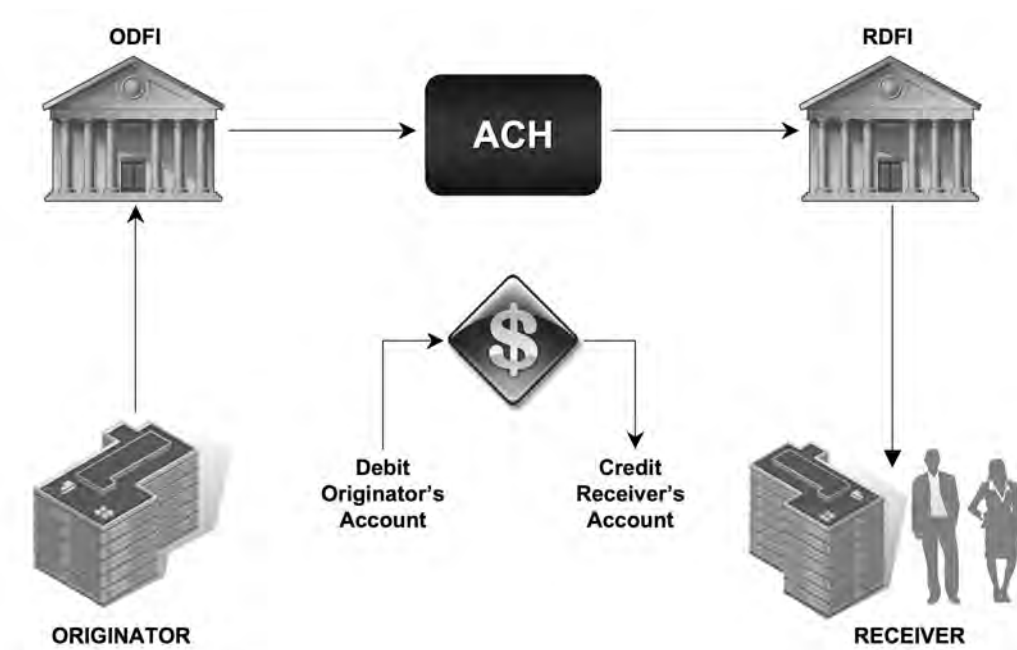 ODFI
RDFI
ACH
$
Debit
Originator's
Account
Credit
Receiver's
Account
ORIGINATOR
RECEIVER